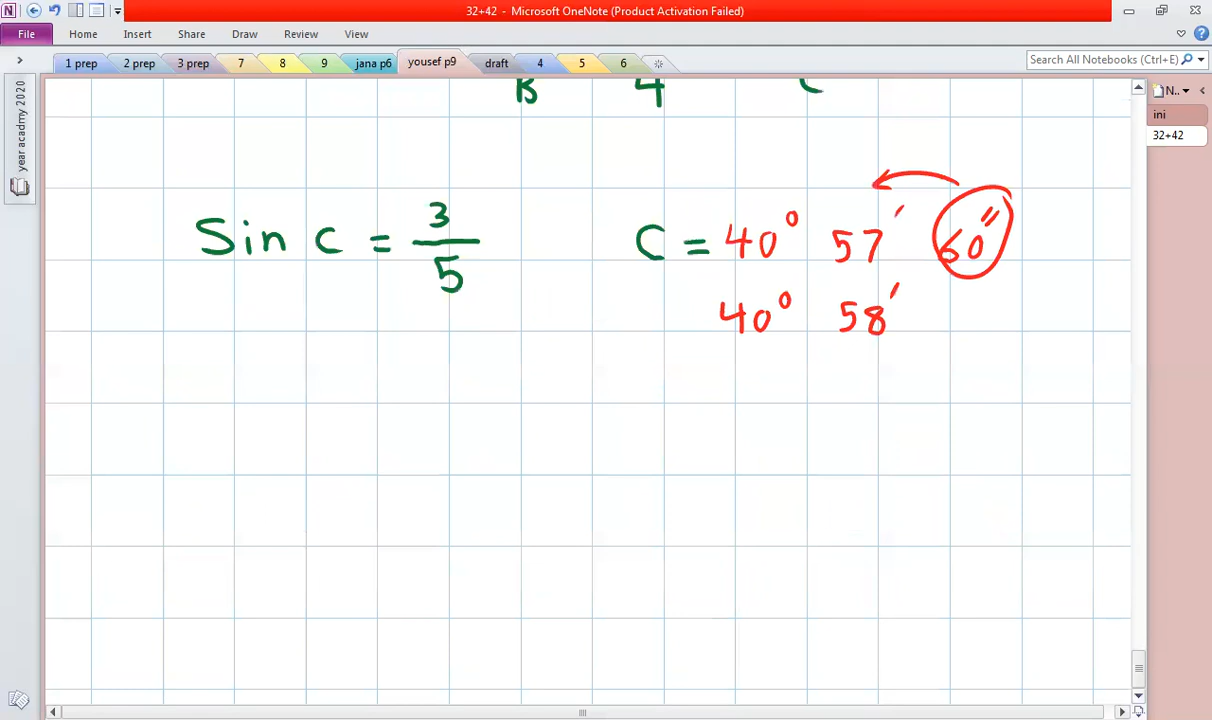 32+42 - Microsoft OneNote (Product Activation Failed)
File Home Insert Share Draw Review View
1 prep 2 prep 3 prep 7 8 9 jana p6 yousef p9 draft 4 5 6
Search All Notebooks (Ctrl+E)
N..
ini
32+42
year academy 2020
B 4 C
Sin C = 3/5
C = 40° 57′ 60″
40° 58′